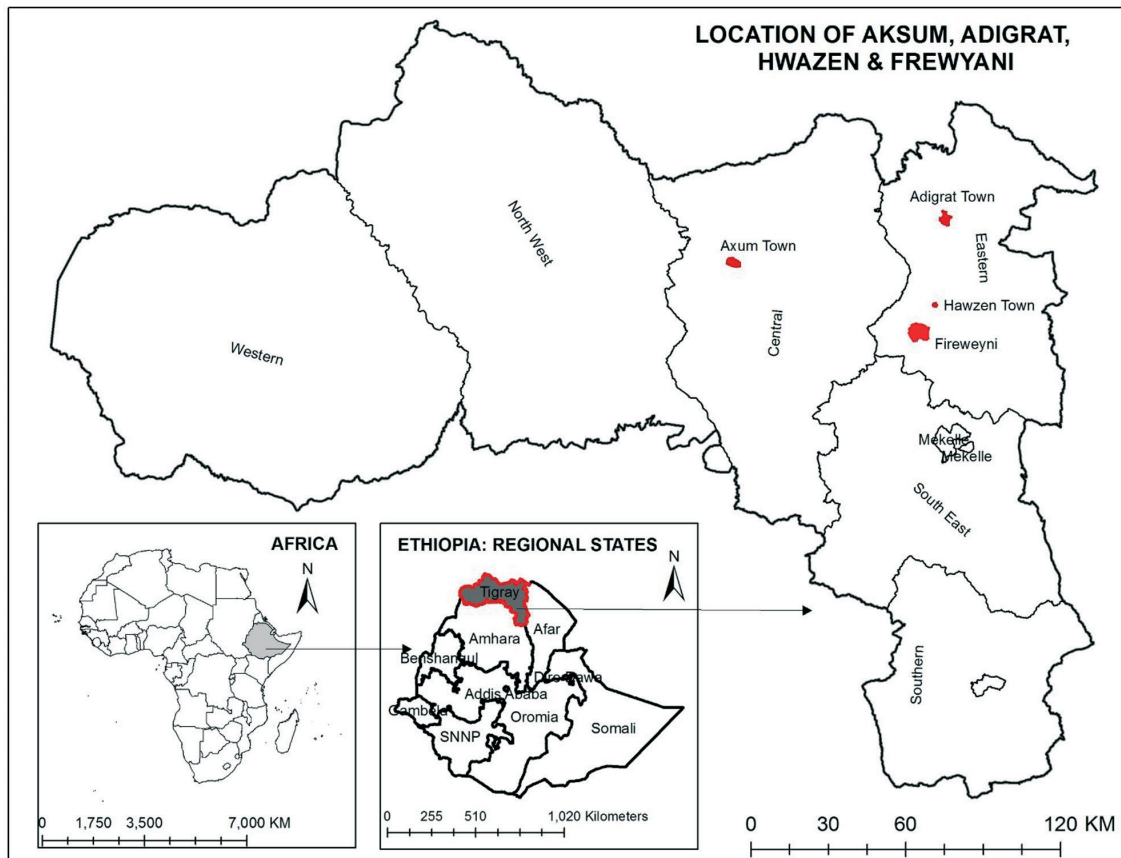 LOCATION OF AKSUM, ADIGRAT,
HWAZEN & FREWYANI
Adigrat Town
North West
Eastern
Axum Town
Hawzen Town
Central
Fireweyni
Western
Mekelle
Mekelle
South East
Southern
AFRICA
N
0 1,750 3,500 7,000 KM
ETHIOPIA: REGIONAL STATES
N
Tigray
Afar
Amhara
Benshangul
Dire Dawa
Addis Ababa
Gambela
Oromia
Somali
SNNP
0 255 510 1,020 Kilometers
0 30 60 120 KM